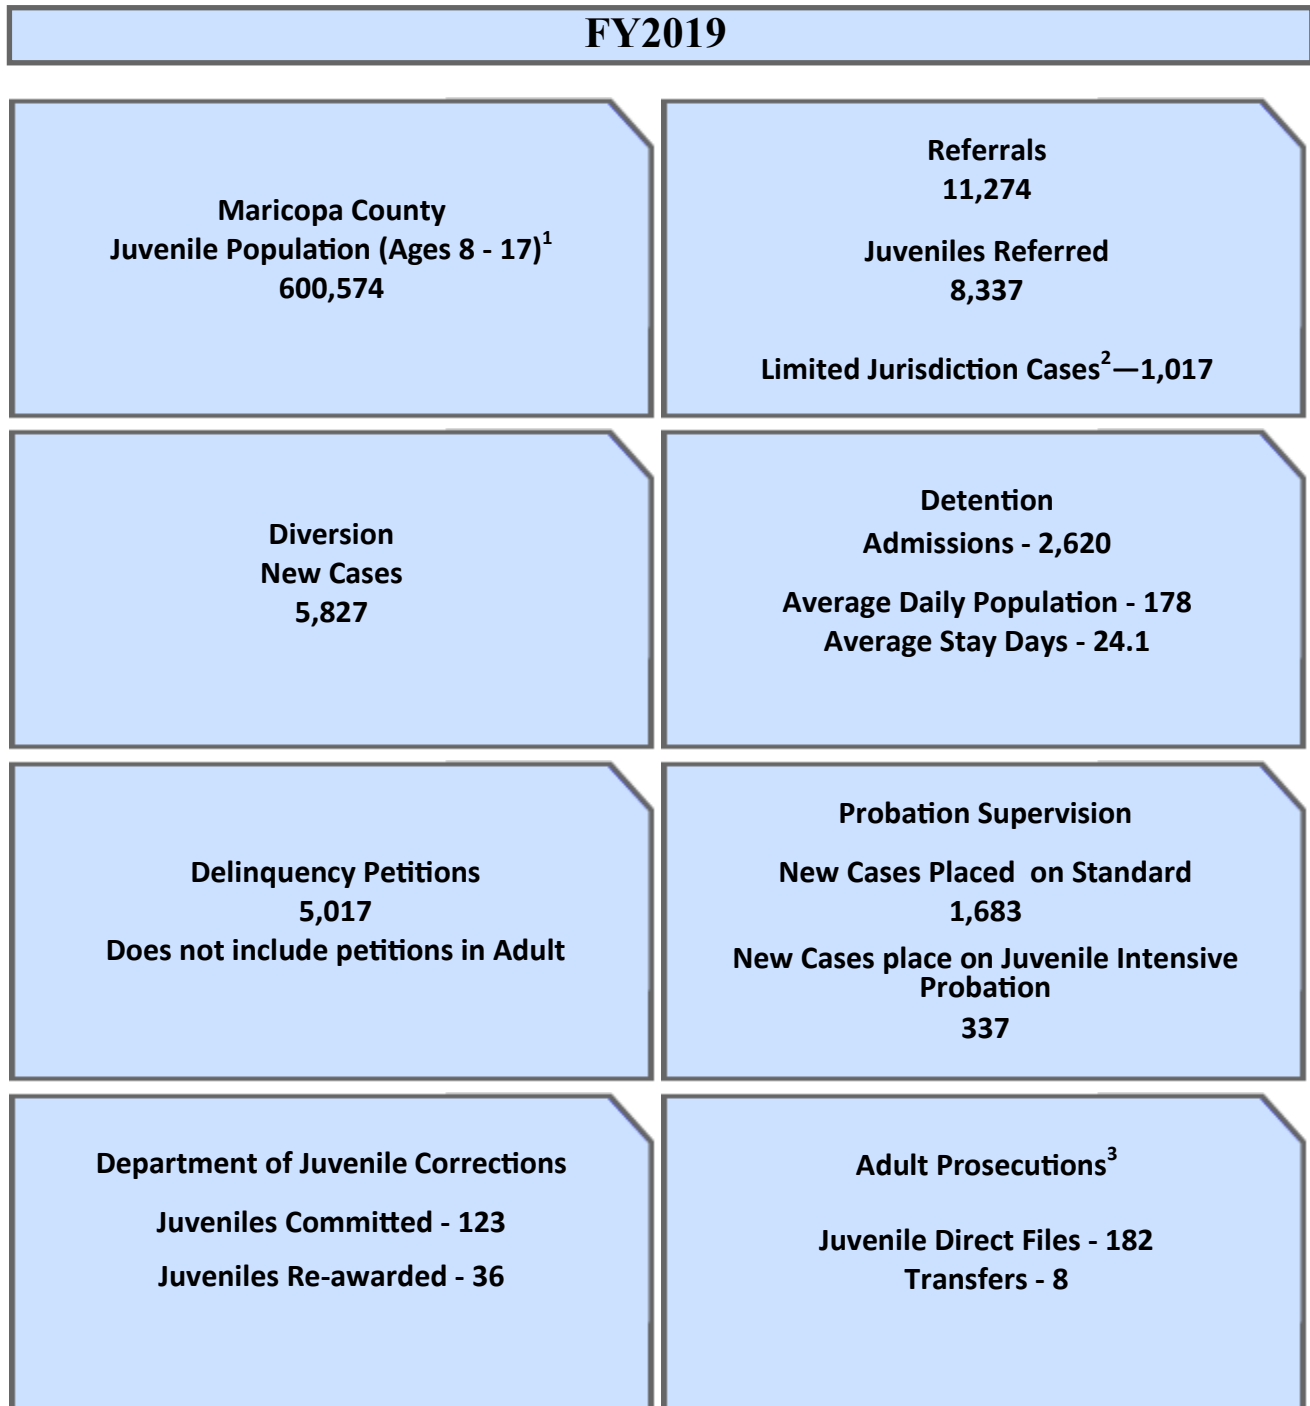 FY2019
Maricopa County
Juvenile Population (Ages 8 - 17)1
600,574
Referrals
11,274
Juveniles Referred
8,337
Limited Jurisdiction Cases2—1,017
Diversion
New Cases
5,827
Detention
Admissions - 2,620
Average Daily Population - 178
Average Stay Days - 24.1
Delinquency Petitions
5,017
Does not include petitions in Adult
Probation Supervision
New Cases Placed on Standard
1,683
New Cases place on Juvenile Intensive
Probation
337
Department of Juvenile Corrections
Juveniles Committed - 123
Juveniles Re-awarded - 36
Adult Prosecutions3
Juvenile Direct Files - 182
Transfers - 8